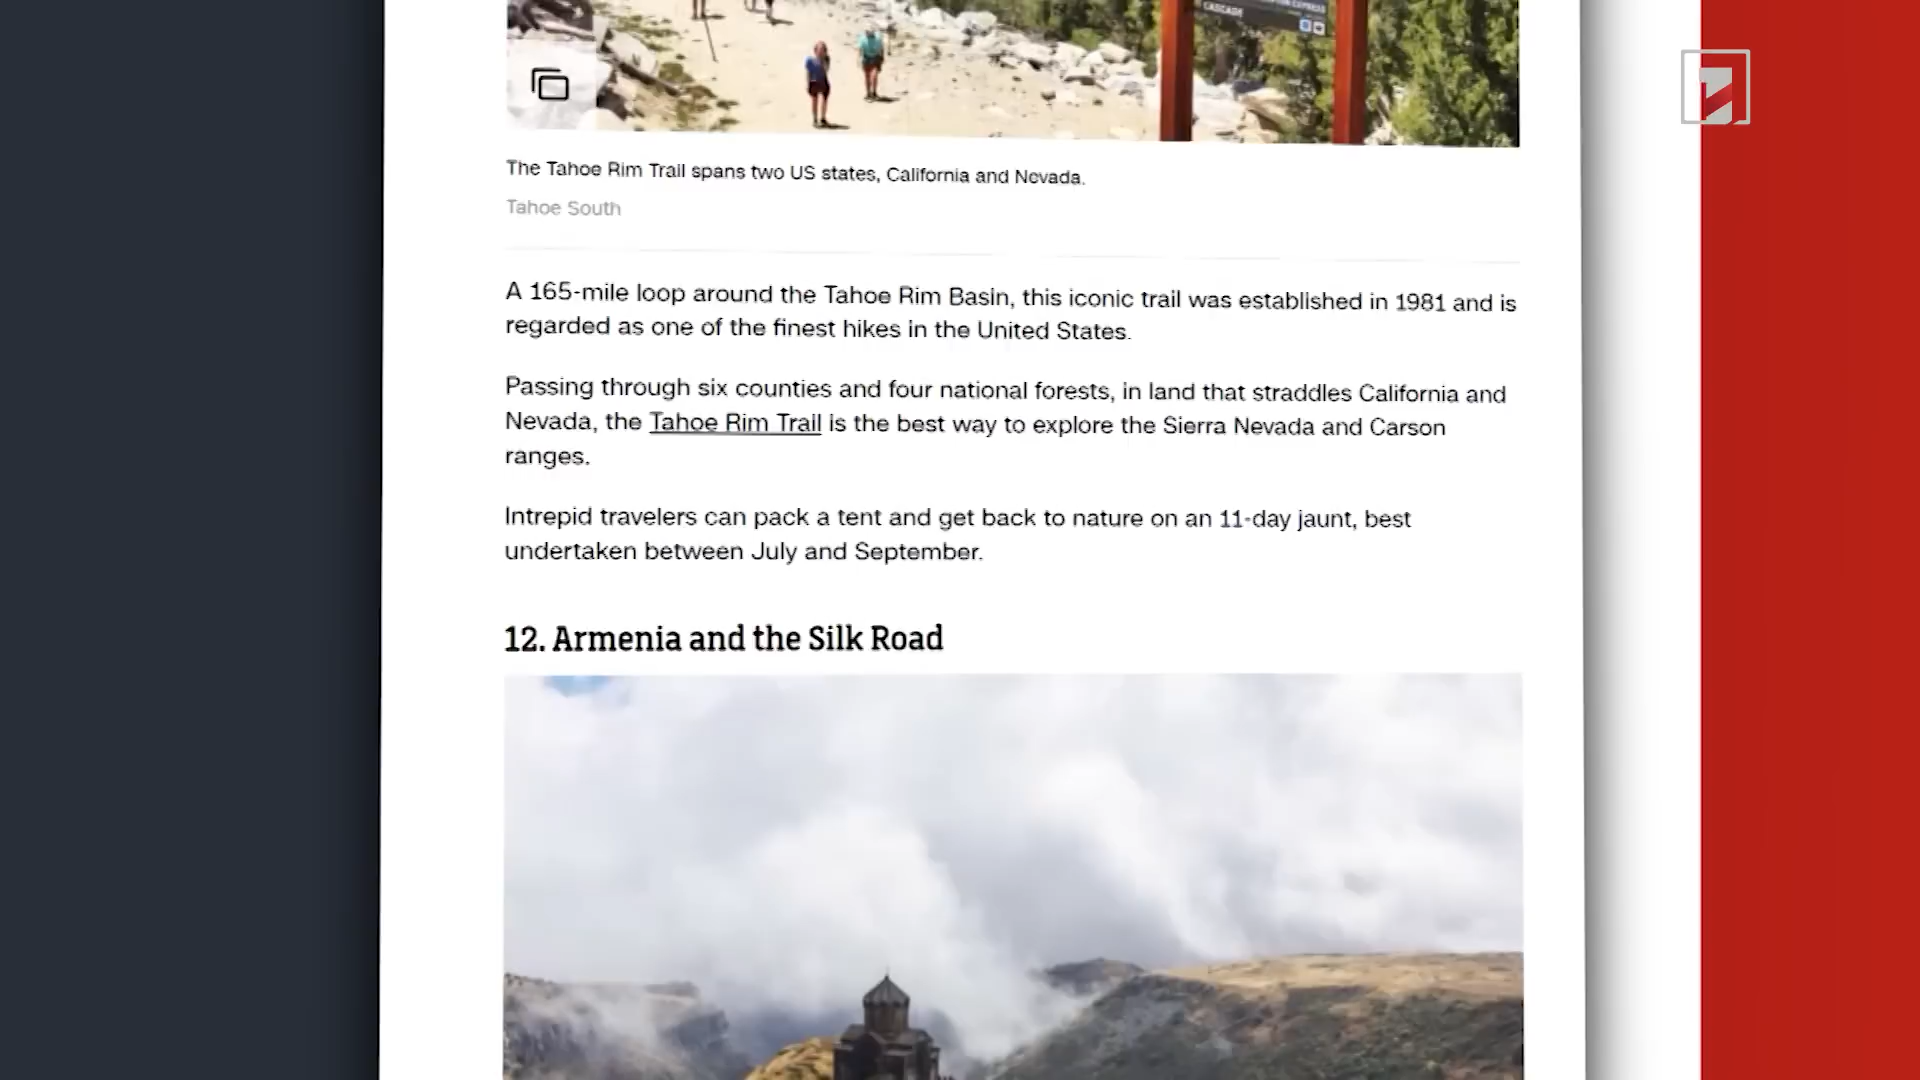 CASCADE
The Tahoe Rim Trail spans two US states, California and Nevada.
Tahoe South
A 165-mile loop around the Tahoe Rim Basin, this iconic trail was established in 1981 and is
regarded as one of the finest hikes in the United States.
Passing through six counties and four national forests, in land that straddles California and
Nevada, the Tahoe Rim Trail is the best way to explore the Sierra Nevada and Carson
ranges.
Intrepid travelers can pack a tent and get back to nature on an 11-day jaunt, best
undertaken between July and September.
12. Armenia and the Silk Road